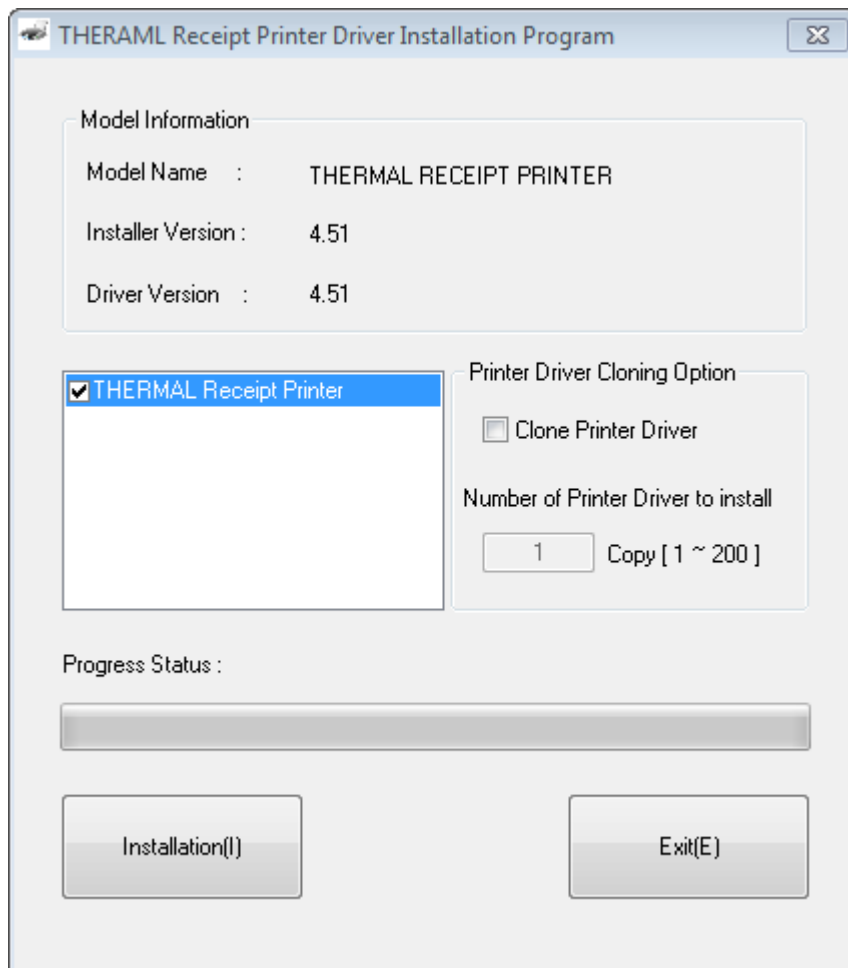 THERAML Receipt Printer Driver Installation Program
Model Information
Model Name :
THERMAL RECEIPT PRINTER
Installer Version :
4.51
Driver Version :
4.51
THERMAL Receipt Printer
Printer Driver Cloning Option
Clone Printer Driver
Number of Printer Driver to install
1
Copy [ 1 ~ 200 ]
Progress Status :
Installation(I)
Exit(E)